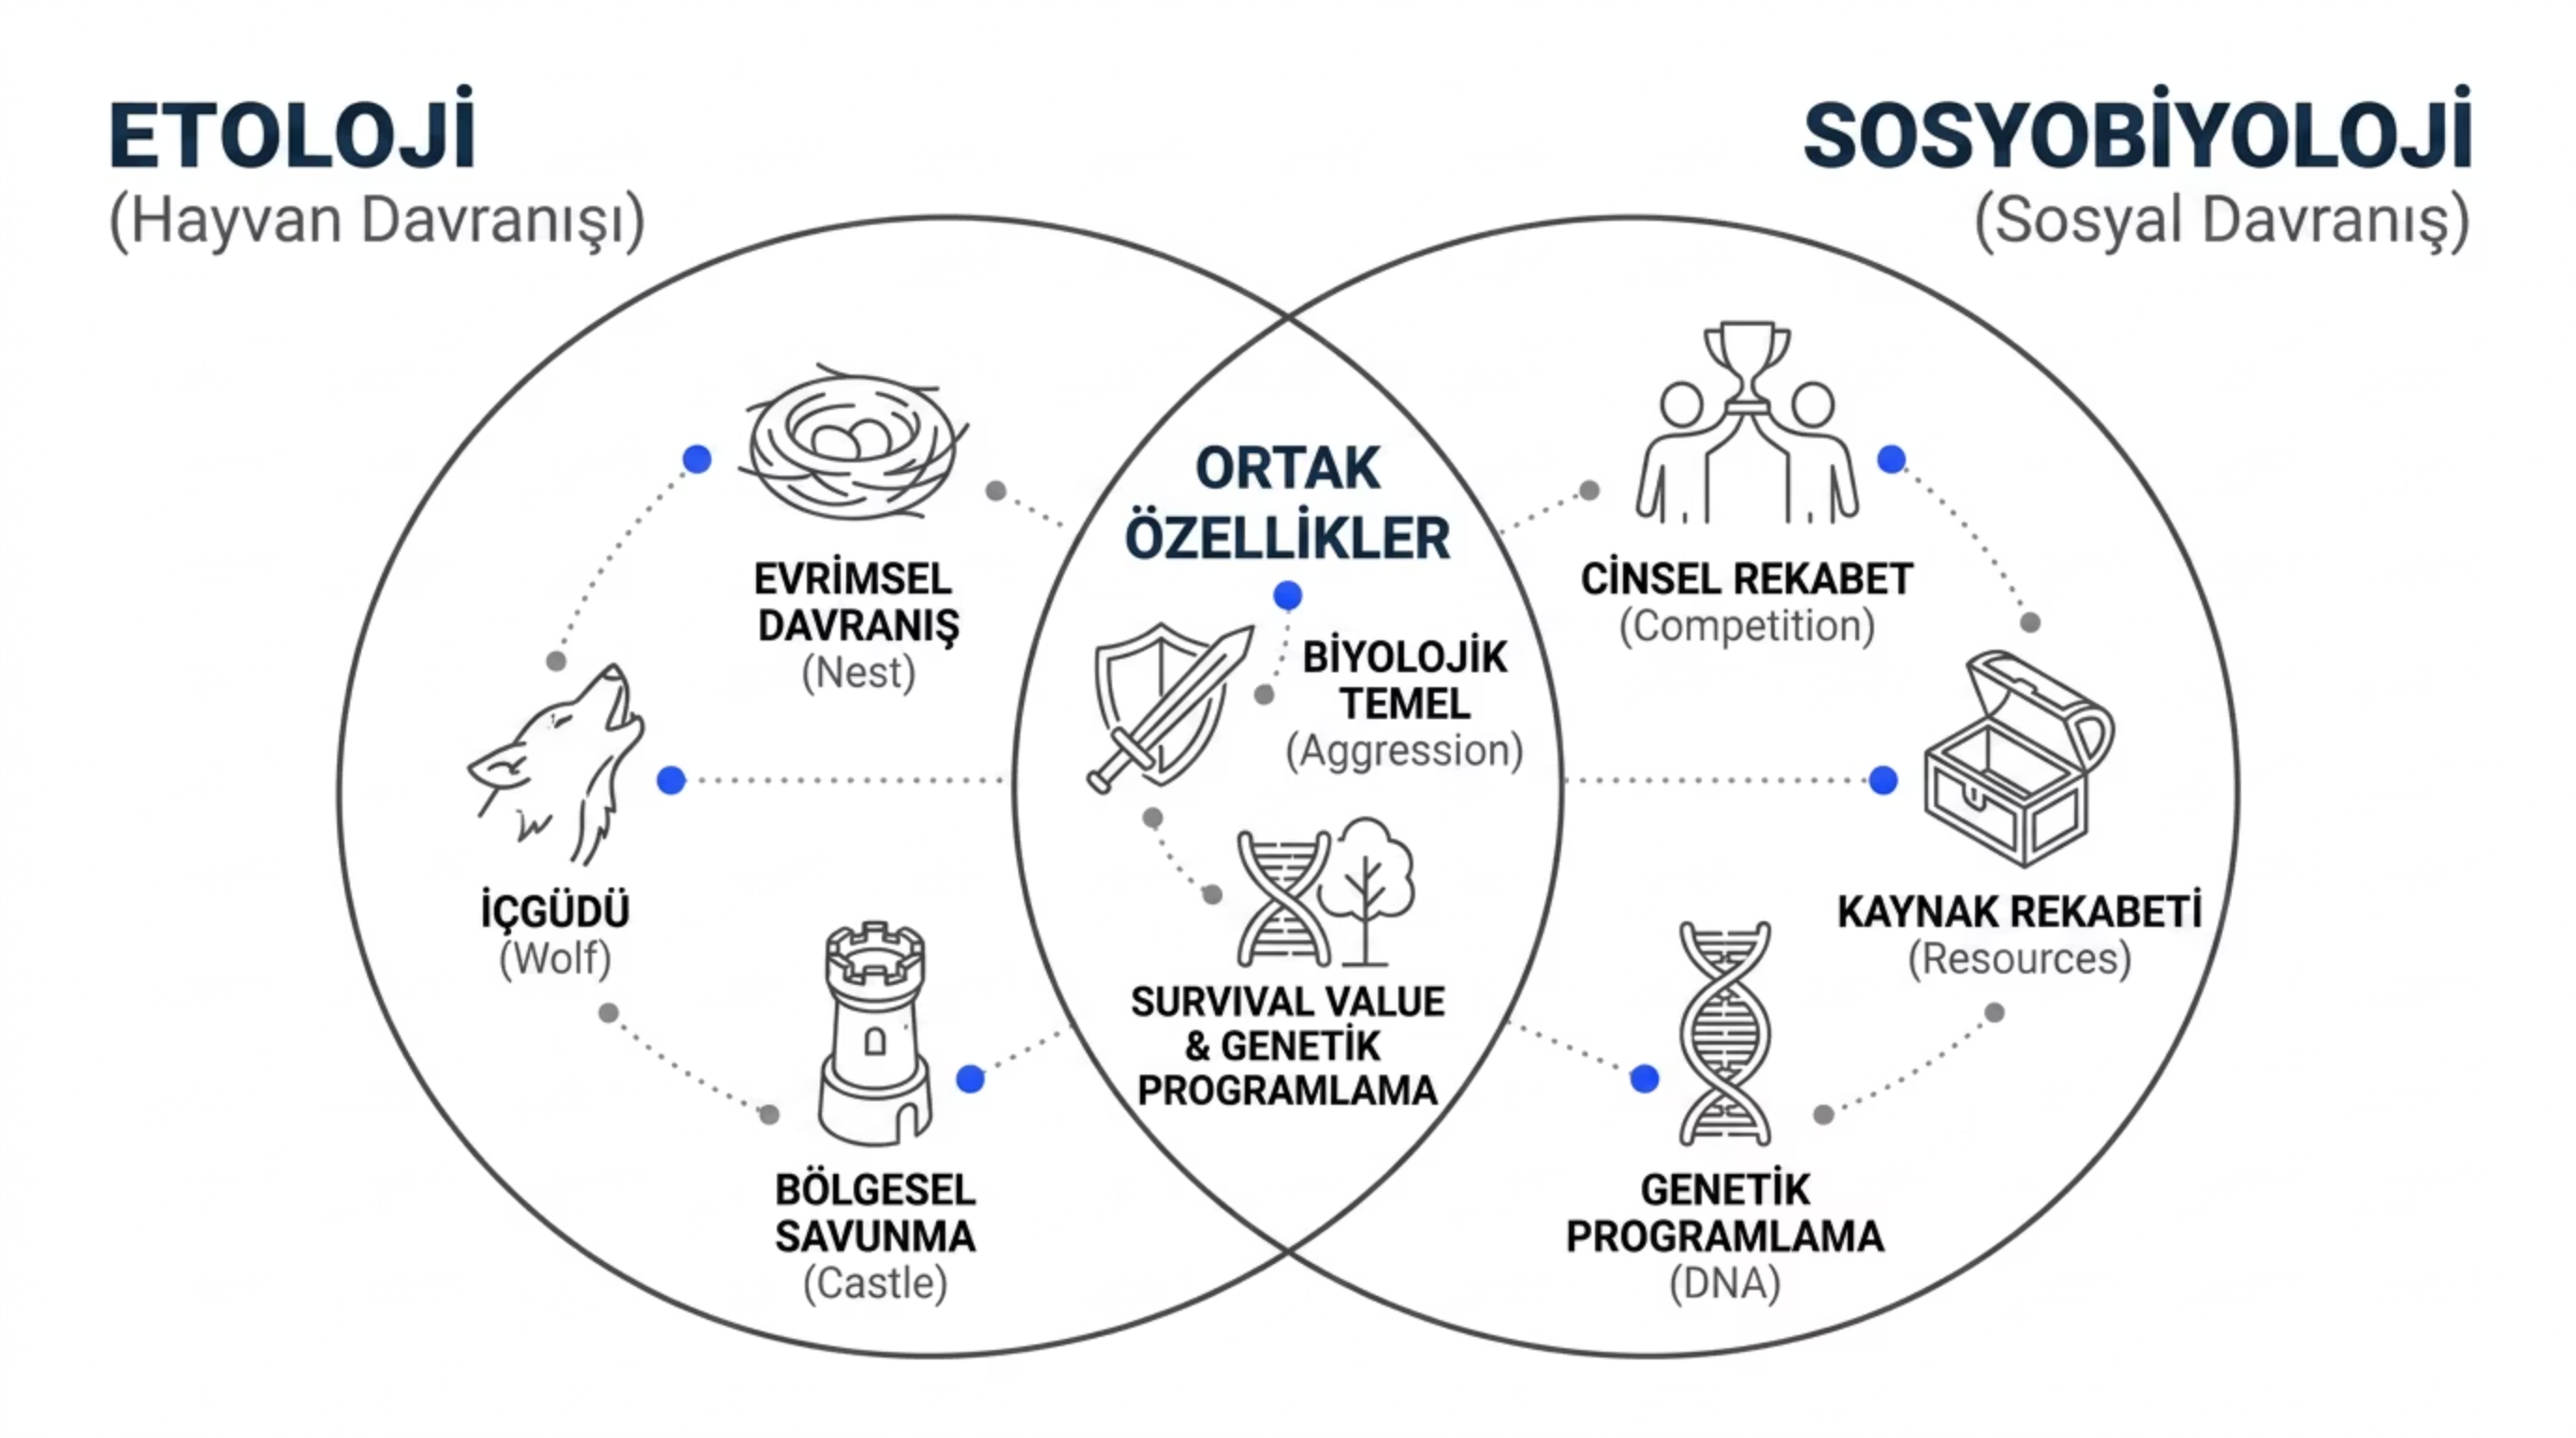 ETOLOJİ
(Hayvan Davranışı)
SOSYOBİYOLOJİ
(Sosyal Davranış)
EVRİMSEL
DAVRANIŞ
(Nest)
İÇGÜDÜ
(Wolf)
BÖLGESEL
SAVUNMA
(Castle)
ORTAK
ÖZELLİKLER
BİYOLOJİK
TEMEL
(Aggression)
SURVIVAL VALUE
& GENETİK
PROGRAMLAMA
CİNSEL REKABET
(Competition)
KAYNAK REKABETİ
(Resources)
GENETİK
PROGRAMLAMA
(DNA)